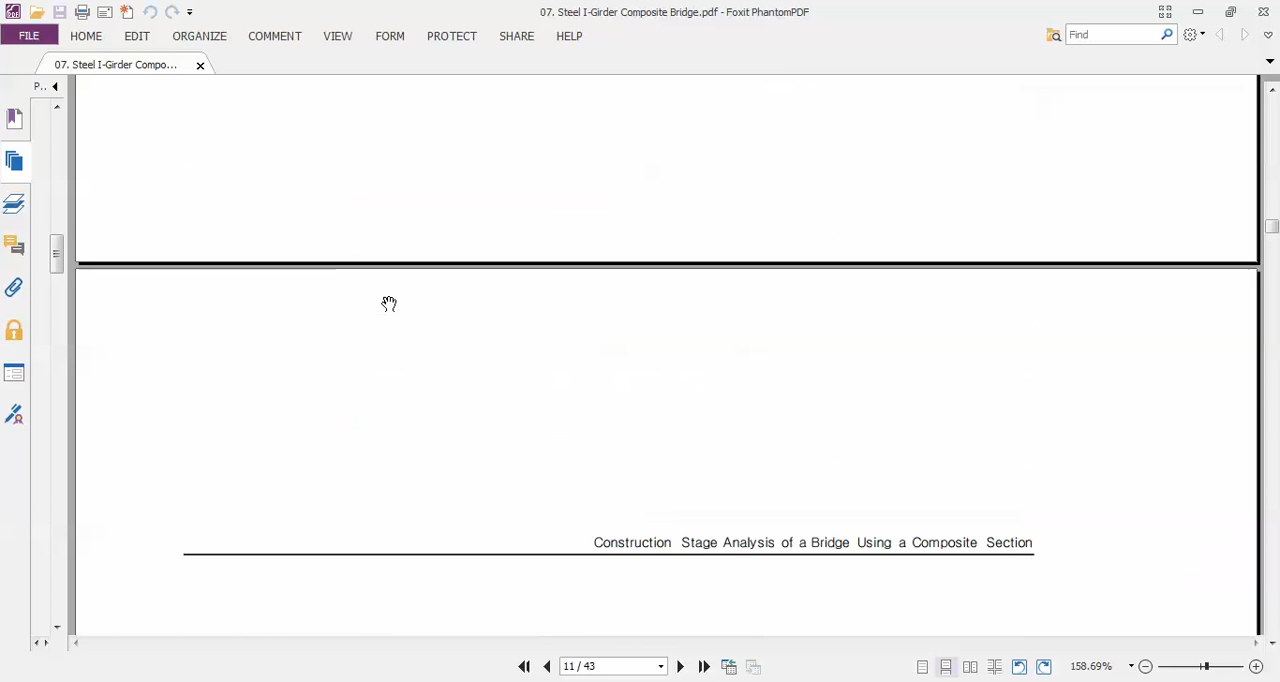 07. Steel I-Girder Composite Bridge.pdf - Foxit PhantomPDF
FILE HOME EDIT ORGANIZE COMMENT VIEW FORM PROTECT SHARE HELP Find
07. Steel I-Girder Compo...
P..
Construction Stage Analysis of a Bridge Using a Composite Section
11 / 43 158.69%